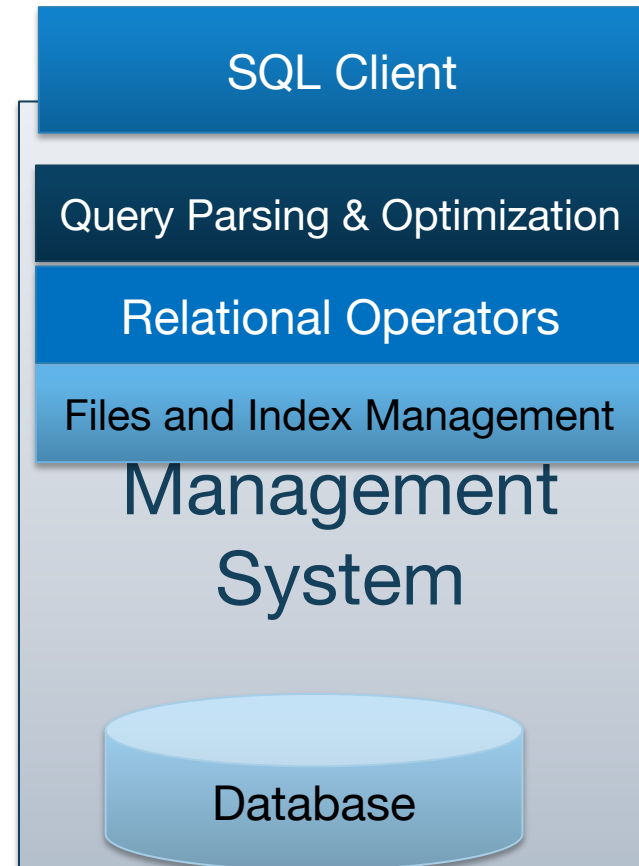 SQL Client
Query Parsing & Optimization
Relational Operators
Files and Index Management
Management
System
Database